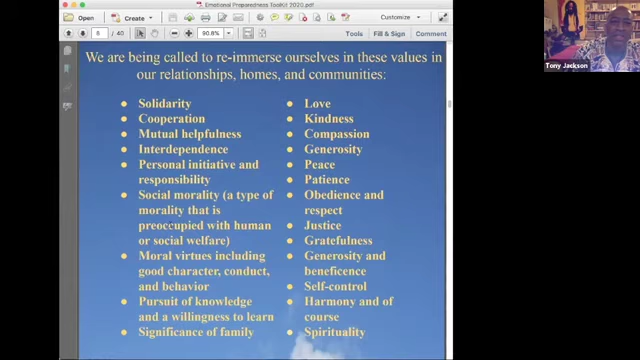 Emotional Preparedness ToolKit 2020.pdf
Open
Create
Customize
6 / 40
90.8%
Tools
Fill & Sign
Comment
We are being called to re-immerse ourselves in these values in
our relationships, homes, and communities:
● Solidarity
● Cooperation
● Mutual helpfulness
● Interdependence
● Personal initiative and
responsibility
● Social morality (a type of
morality that is
preoccupied with human
or social welfare)
● Moral virtues including
good character, conduct,
and behavior
● Pursuit of knowledge
and a willingness to learn
● Significance of family
● Love
● Kindness
● Compassion
● Generosity
● Peace
● Patience
● Obedience and
respect
● Justice
● Gratefulness
● Generosity and
beneficence
● Self-control
● Harmony and of
course
● Spirituality
Tony Jackson